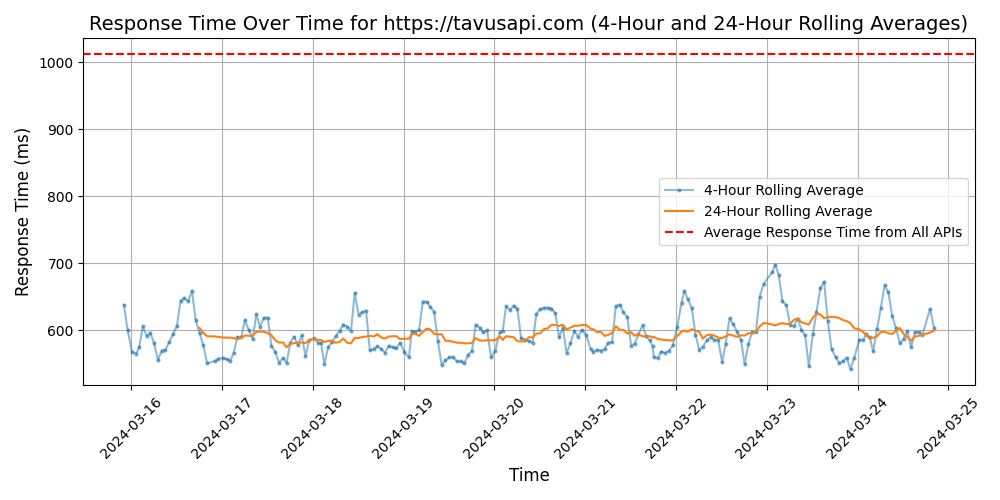 Response Time Over Time for https://tavusapi.com (4-Hour and 24-Hour Rolling Averages)
Response Time (ms)
1000
900
800
700
600
4-Hour Rolling Average
24-Hour Rolling Average
Average Response Time from All APIs
2024-03-16
2024-03-17
2024-03-18
2024-03-19
2024-03-20
2024-03-21
2024-03-22
2024-03-23
2024-03-24
2024-03-25
Time